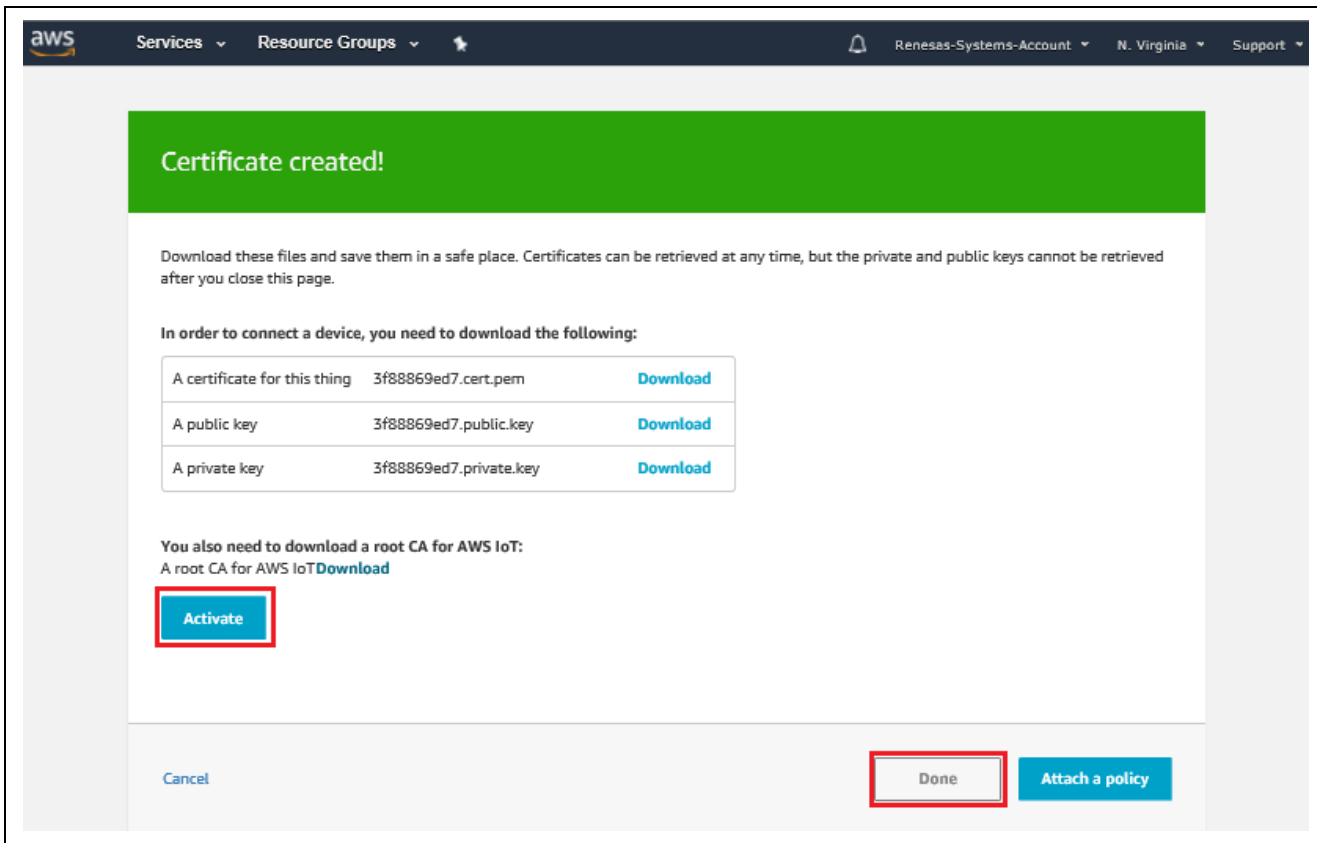 aws Services Resource Groups Renesas-Systems-Account N. Virginia Support
Certificate created!
Download these files and save them in a safe place. Certificates can be retrieved at any time, but the private and public keys cannot be retrieved
after you close this page.
In order to connect a device, you need to download the following:
A certificate for this thing 3f88869ed7.cert.pem Download
A public key 3f88869ed7.public.key Download
A private key 3f88869ed7.private.key Download
You also need to download a root CA for AWS IoT:
A root CA for AWS IoTDownload
Activate
Cancel Done Attach a policy